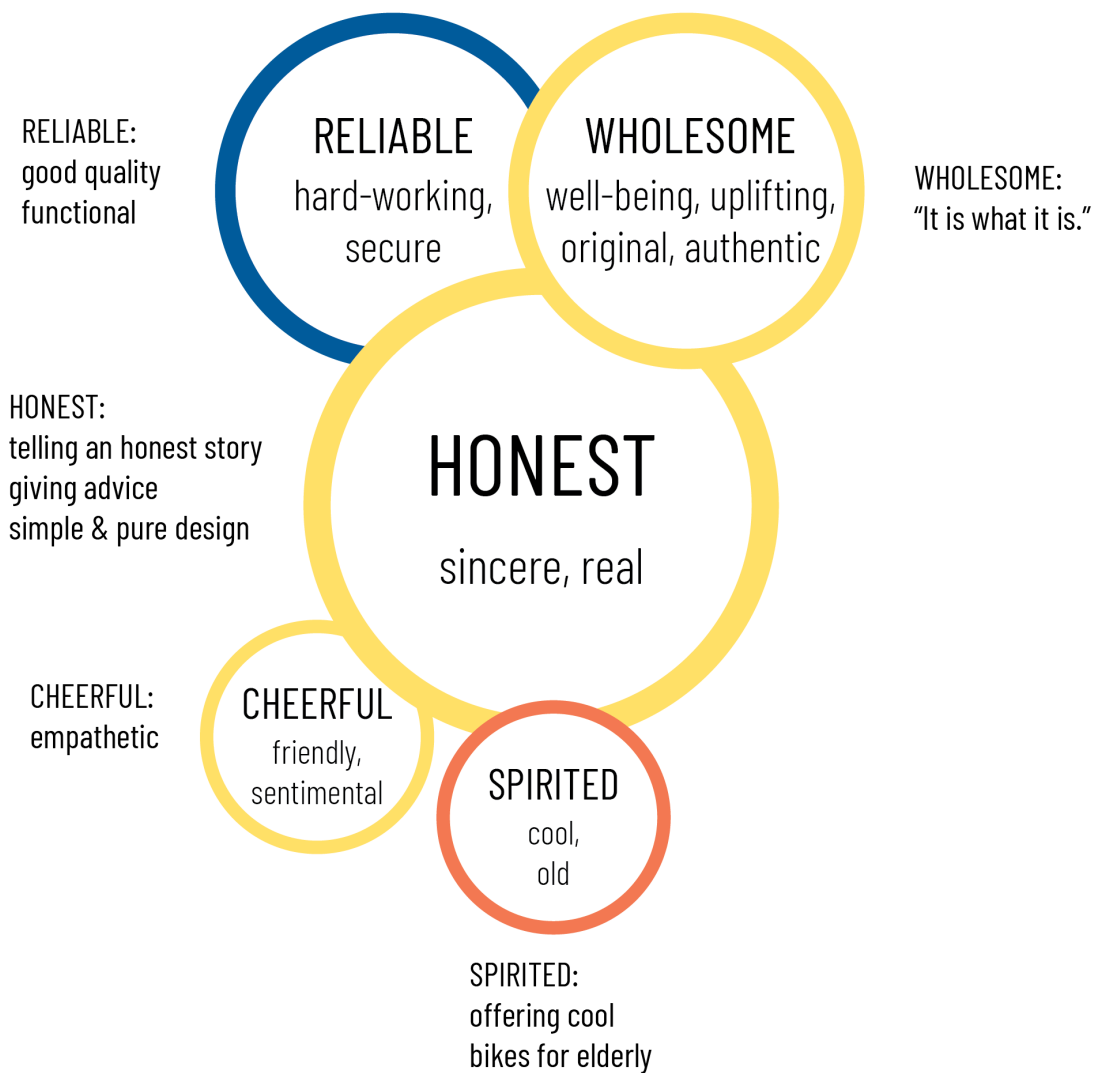 RELIABLE:
good quality
functional
RELIABLE
hard-working,
secure
WHOLESOME
well-being, uplifting,
original, authentic
WHOLESOME:
“It is what it is.”
HONEST:
telling an honest story
giving advice
simple & pure design
HONEST
sincere, real
CHEERFUL:
empathetic
CHEERFUL
friendly,
sentimental
SPIRITED
cool,
old
SPIRITED:
offering cool
bikes for elderly